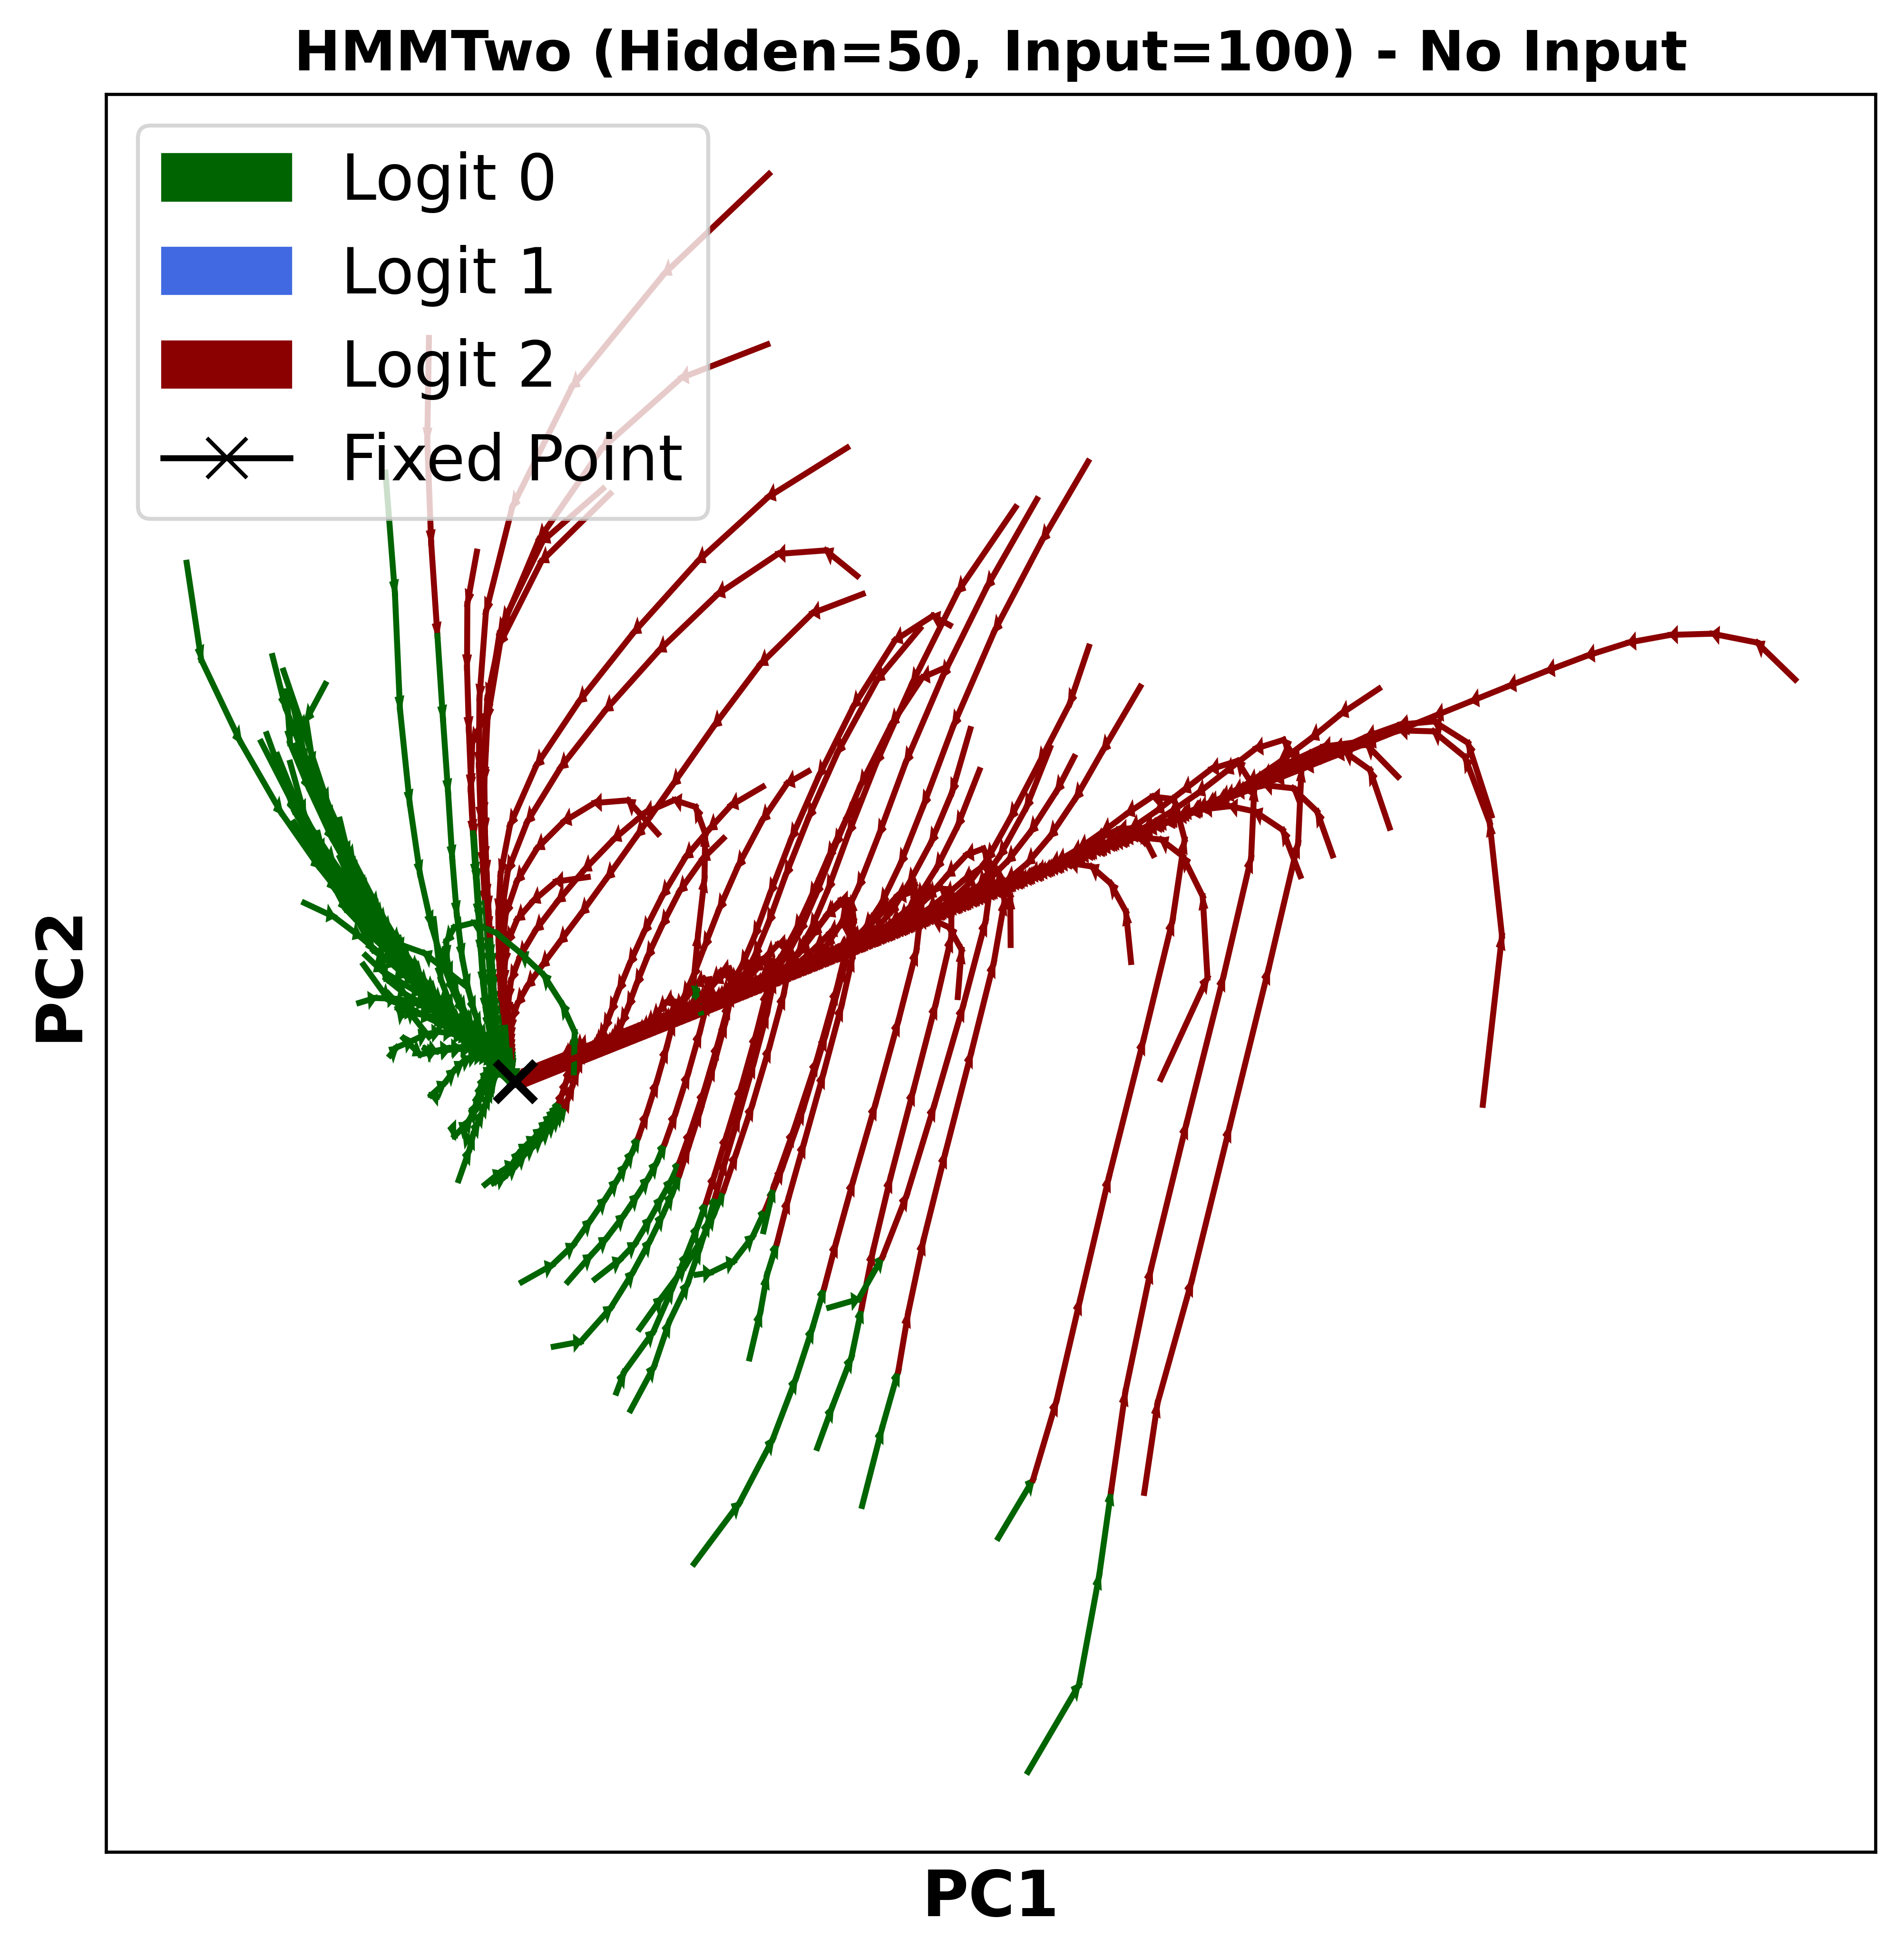 HMMTwo (Hidden=50, Input=100) - No Input
Logit 0
Logit 1
Logit 2
Fixed Point
PC2
PC1